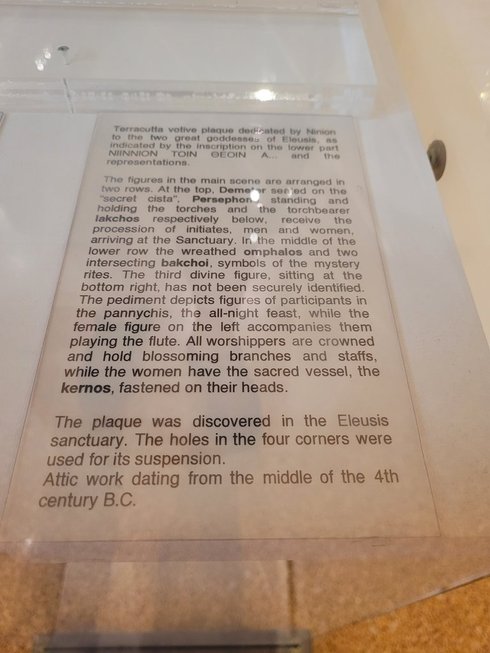 Terracutta votive plaque dedicated by Ninion
to the two great goddesses of Eleusis, as
indicated by the inscription on the lower part
NIINNION TOIN ΘEOIN A... and the
representations.
The figures in the main scene are arranged in
two rows. At the top, Demeter seated on the
"secret cista", Persephone standing and
holding the torches and the torchbearer
Iakchos respectively below, receive the
procession of initiates, men and women,
arriving at the Sanctuary. In the middle of the
lower row the wreathed omphalos and two
intersecting bakchoi, symbols of the mystery
rites. The third divine figure, sitting at the
bottom right, has not been securely identified.
The pediment depicts figures of participants in
the pannychis, the all-night feast, while the
female figure on the left accompanies them
playing the flute. All worshippers are crowned
and hold blossoming branches and staffs,
while the women have the sacred vessel, the
kernos, fastened on their heads.
The plaque was discovered in the Eleusis
sanctuary. The holes in the four corners were
used for its suspension.
Attic work dating from the middle of the 4th
century B.C.